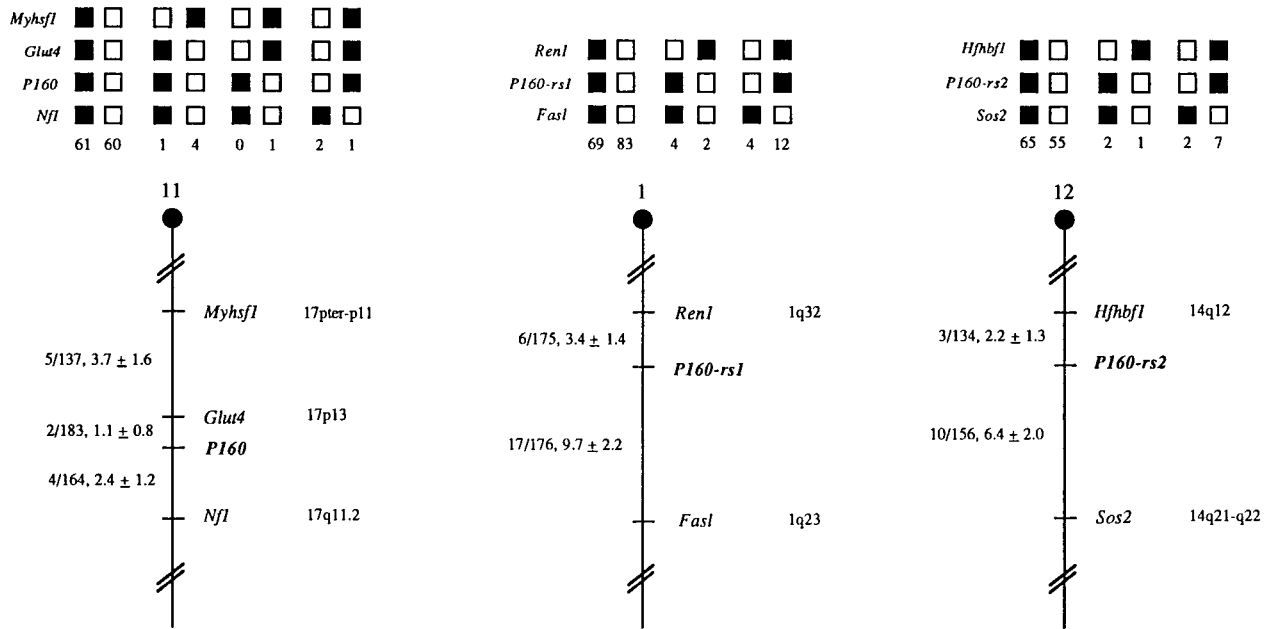 Myhsf1
Glut4
P160
Nf1
61 60 1 4 0 1 2 1
11
Myhsf1 17pter-p11
5/137, 3.7 ± 1.6
Glut4 17p13
2/183, 1.1 ± 0.8
P160
4/164, 2.4 ± 1.2
Nf1 17q11.2
Ren1
P160-rs1
Fasl
69 83 4 2 4 12
1
Ren1 1q32
6/175, 3.4 ± 1.4
P160-rs1
17/176, 9.7 ± 2.2
Fasl 1q23
Hfhbf1
P160-rs2
Sos2
65 55 2 1 2 7
12
Hfhbf1 14q12
3/134, 2.2 ± 1.3
P160-rs2
10/156, 6.4 ± 2.0
Sos2 14q21-q22